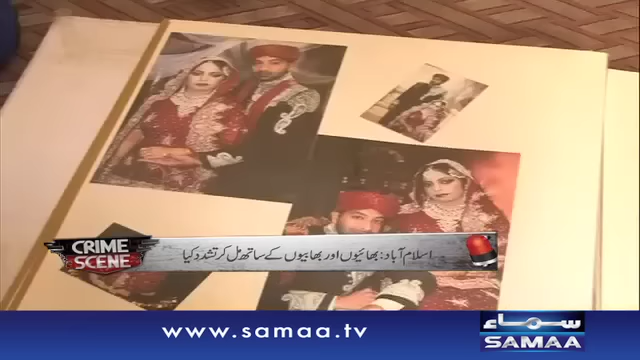 CRIME
SCENE
اسلام آباد: بھائیوں اور بھابیوں کے ساتھ مل کر تشدد کیا
www.samaa.tv
سماء
SAMAA